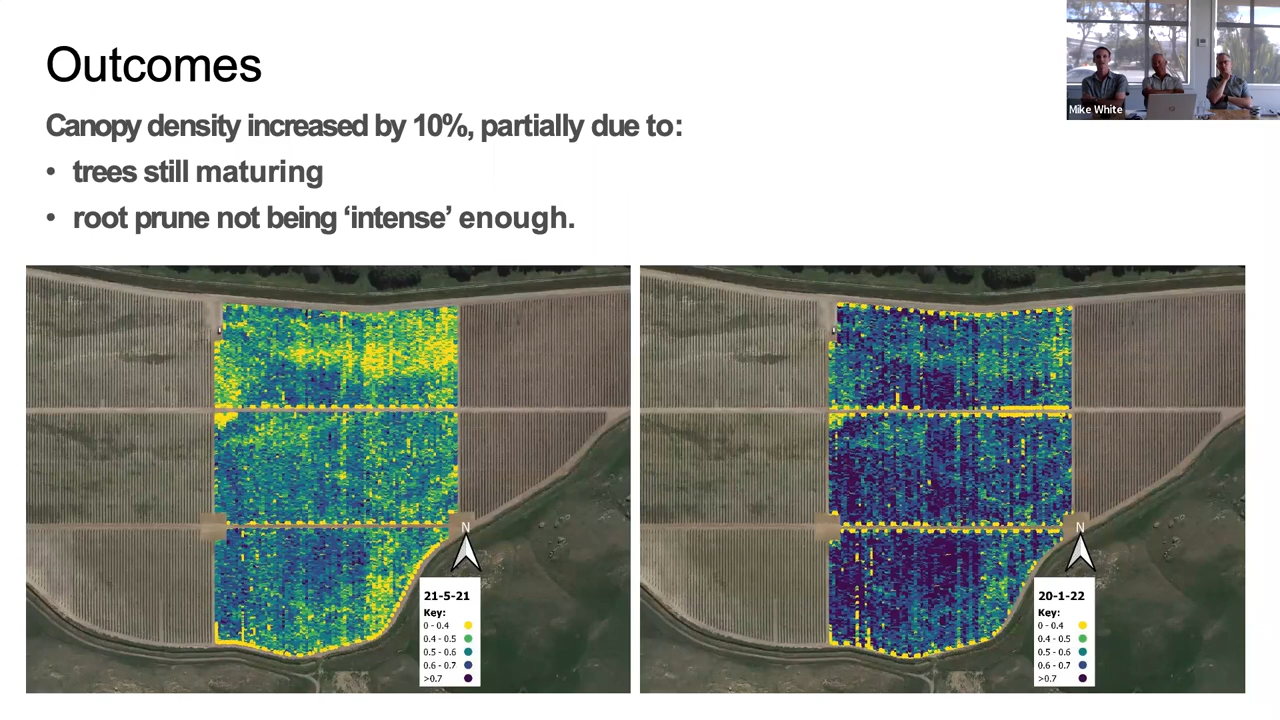 Outcomes
Canopy density increased by 10%, partially due to:
• trees still maturing
• root prune not being ‘intense’ enough.
Mike White
N
21-5-21
Key:
0 - 0.4
0.4 - 0.5
0.5 - 0.6
0.6 - 0.7
>0.7
N
20-1-22
Key:
0 - 0.4
0.4 - 0.5
0.5 - 0.6
0.6 - 0.7
>0.7